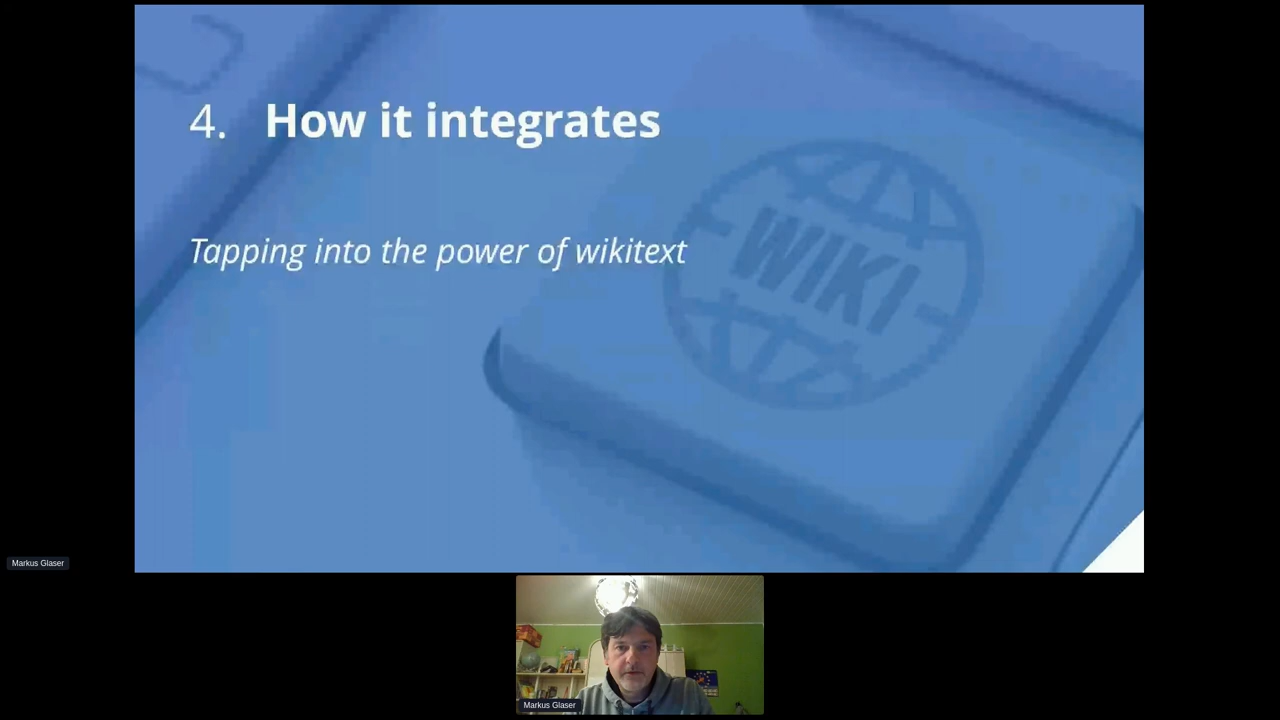 4. How it integrates
Tapping into the power of wikitext
WIKI
Markus Glaser
Markus Glaser